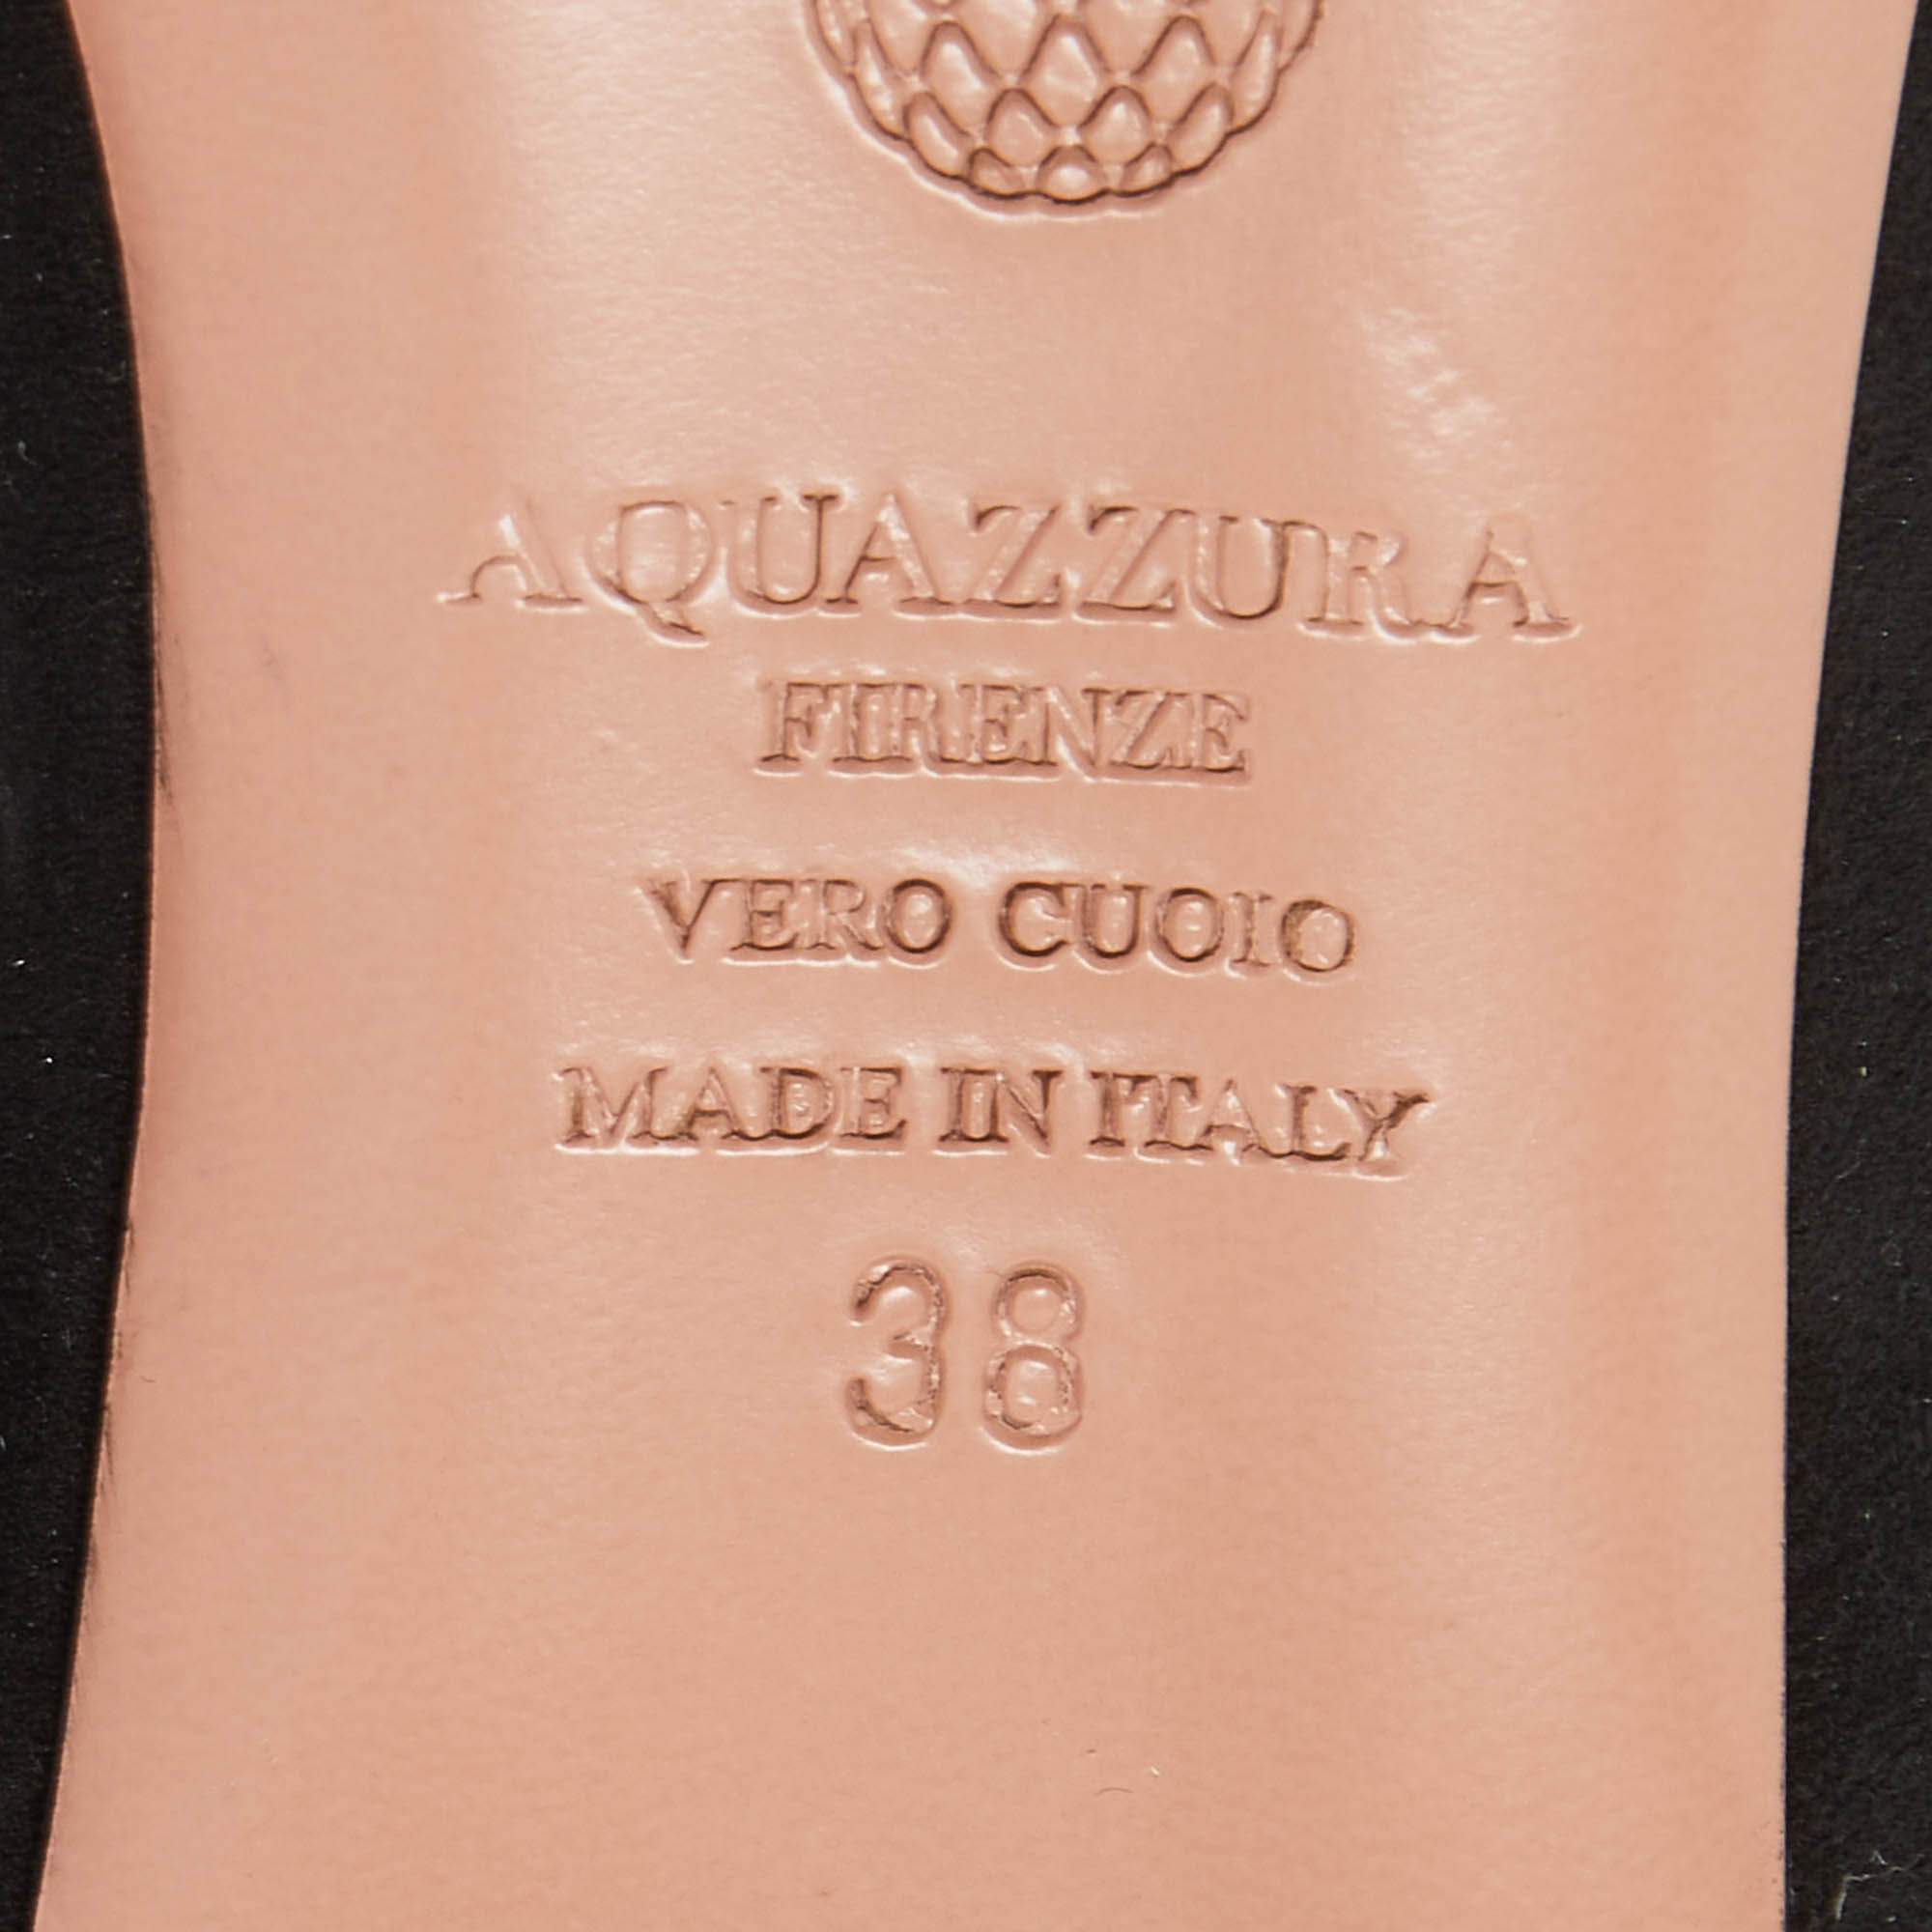 AQUAZZURA
FIRENZE
VERO CUOIO
MADE IN ITALY
38